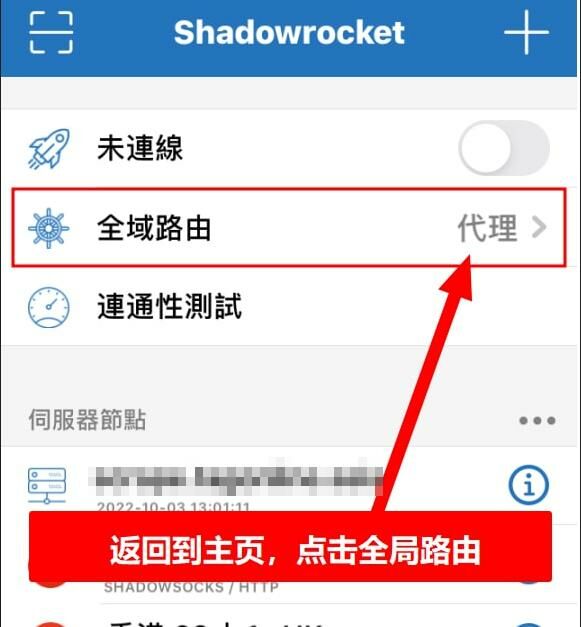 Shadowrocket
未連線
全域路由 代理
連通性測試
伺服器節點
2022-10-03 13:01:11
返回到主页，点击全局路由
SHADOWSOCKS / HTTP